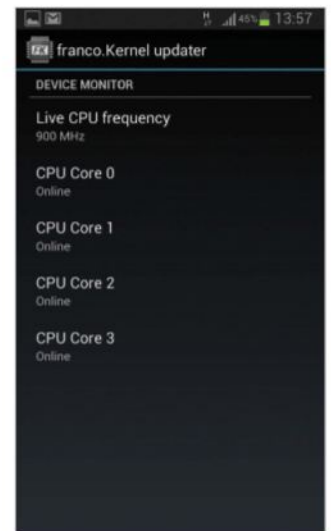 H 45% 13:57
franco.Kernel updater
DEVICE MONITOR
Live CPU frequency
900 MHz
CPU Core 0
Online
CPU Core 1
Online
CPU Core 2
Online
CPU Core 3
Online